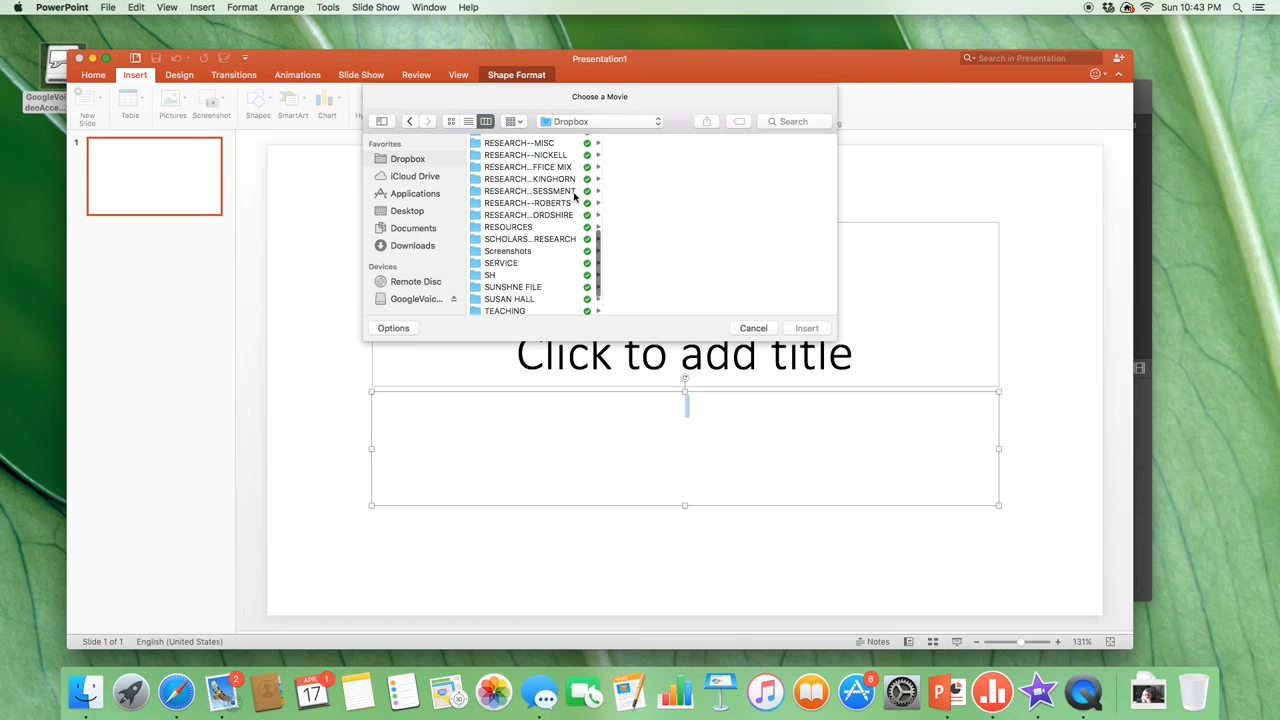 PowerPoint File Edit View Insert Format Arrange Tools Slide Show Window Help Sun 10:43 PM
Presentation1
Search in Presentation
Home Insert Design Transitions Animations Slide Show Review View Shape Format
New Slide
Table
Pictures
Screenshot
Shapes
SmartArt
Chart
GoogleVoi
deoAcce...
Choose a Movie
Dropbox
Search
Favorites
Dropbox
iCloud Drive
Applications
Desktop
Documents
Downloads
Devices
Remote Disc
GoogleVoic...
RESEARCH--MISC
RESEARCH--NICKELL
RESEARCH...FFICE MIX
RESEARCH...KINGHORN
RESEARCH...SESSMENT
RESEARCH--ROBERTS
RESEARCH...ORDSHIRE
RESOURCES
SCHOLARS...RESEARCH
Screenshots
SERVICE
SH
SUNSHNE FILE
SUSAN HALL
TEACHING
Options
Cancel
Insert
1
Click to add title
Slide 1 of 1
English (United States)
Notes
131%
2
APR
17
1
6